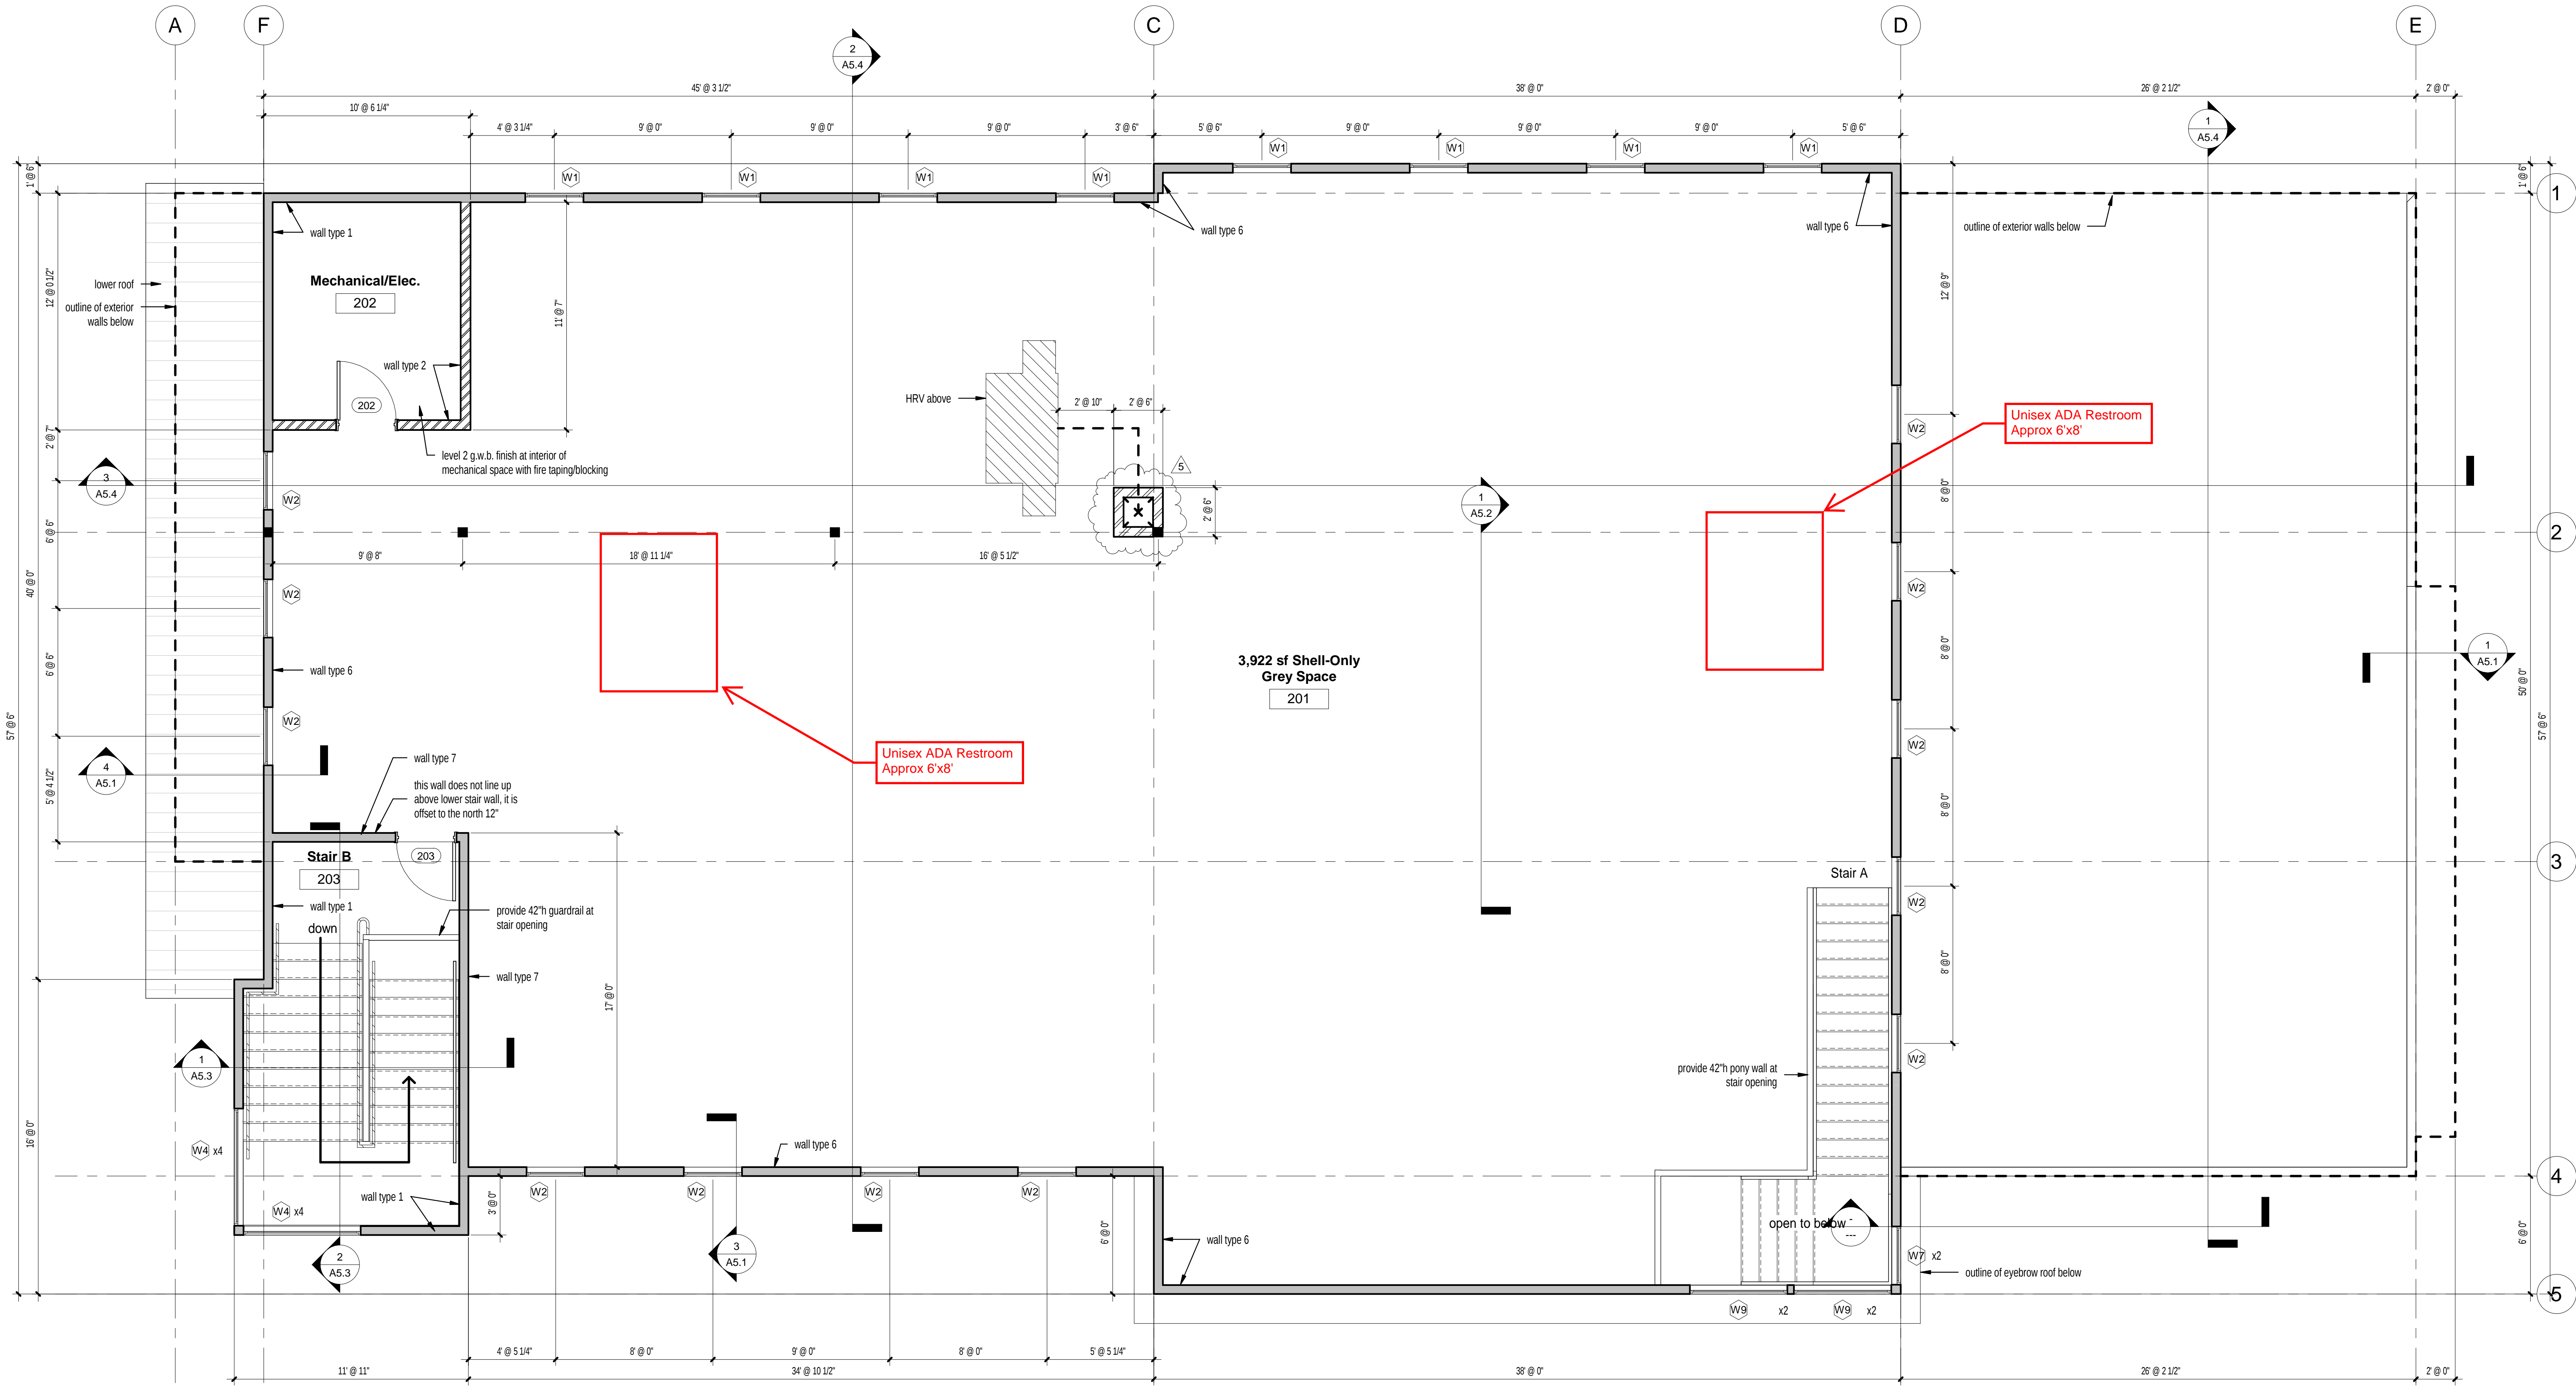 A
F
C
D
E
2
A5.4
45' @ 3 1/2"
38' @ 0"
26' @ 2 1/2"
2' @ 0"
10' @ 6 1/4"
4' @ 3 1/4"
9' @ 0"
9' @ 0"
9' @ 0"
3' @ 6"
5' @ 6"
9' @ 0"
9' @ 0"
9' @ 0"
5' @ 6"
1
A5.4
W1
W1
W1
W1
W1
W1
W1
W1
1' @ 6"
1' @ 6"
1
wall type 1
wall type 6
wall type 6
outline of exterior walls below
lower roof
outline of exterior
walls below
Mechanical/Elec.
202
12' @ 0 1/2"
11' @ 7"
12' @ 9"
wall type 2
202
HRV above
2' @ 10"
2' @ 6"
Unisex ADA Restroom
Approx 6'x8'
W2
2' @ 7"
level 2 g.w.b. finish at interior of
mechanical space with fire taping/blocking
5
3
A5.4
W2
1
A5.2
8' @ 0"
2' @ 6"
6' @ 6"
2
9' @ 8"
18' @ 11 1/4"
16' @ 5 1/2"
40' @ 0"
W2
W2
6' @ 6"
wall type 6
3,922 sf Shell-Only
Grey Space
201
8' @ 0"
1
A5.1
50' @ 0"
57' @ 6"
57' @ 6"
W2
W2
Unisex ADA Restroom
Approx 6'x8'
4
A5.1
wall type 7
this wall does not line up
above lower stair wall, it is
offset to the north 12"
5' @ 4 1/2"
8' @ 0"
Stair B
203
203
3
Stair A
wall type 1
W2
provide 42"h guardrail at
stair opening
down
8' @ 0"
wall type 7
17' @ 0"
1
A5.3
W2
provide 42"h pony wall at
stair opening
16' @ 0"
W4 x4
wall type 6
4
wall type 1
W2
W2
W2
W2
W4 x4
3' @ 0"
6' @ 0"
open to below
-
---
6' @ 0"
wall type 6
3
A5.1
2
A5.3
W7 x2
outline of eyebrow roof below
5
W9 x2
W9 x2
4' @ 5 1/4"
8' @ 0"
9' @ 0"
8' @ 0"
5' @ 5 1/4"
11' @ 11"
34' @ 10 1/2"
38' @ 0"
26' @ 2 1/2"
2' @ 0"